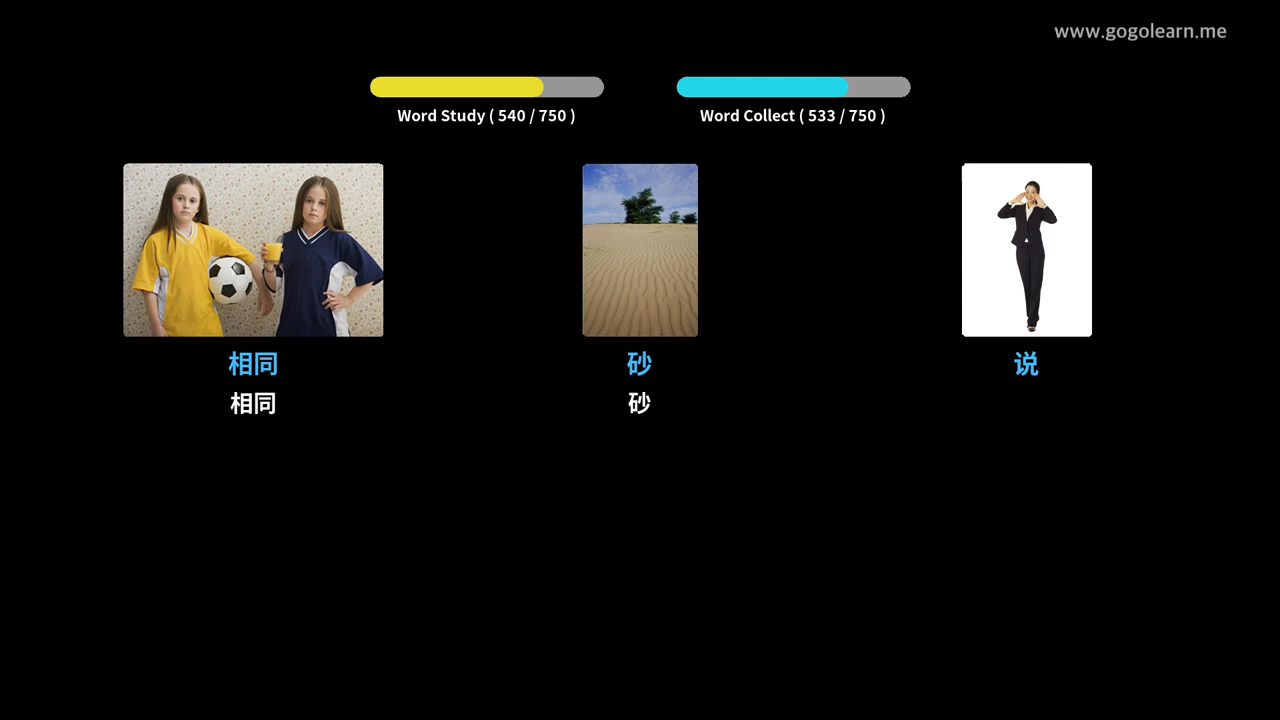 www.gogolearn.me
Word Study ( 540 / 750 )
Word Collect ( 533 / 750 )
相同
砂
说
相同
砂